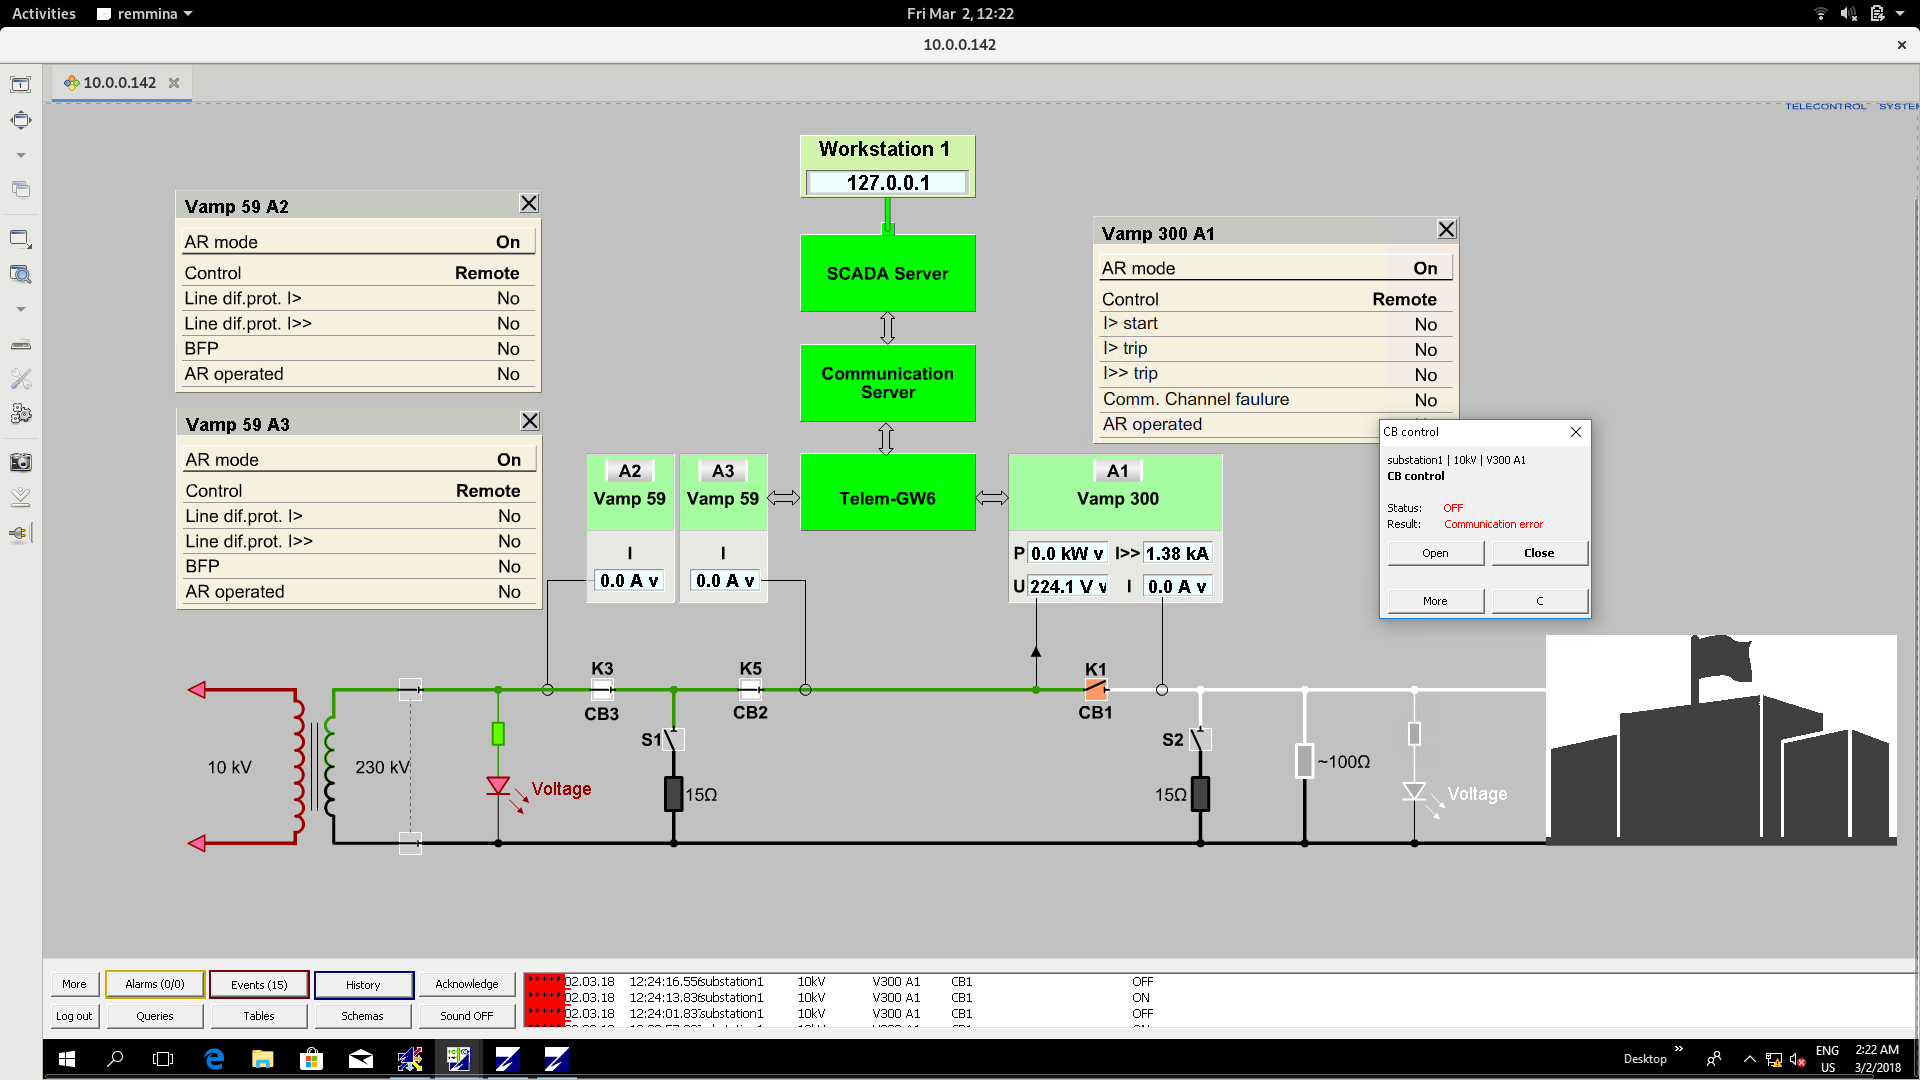 Activities remmina Fri Mar 2, 12:22
10.0.0.142
10.0.0.142
TELECONTROL
Workstation 1
127.0.0.1
SCADA Server
Communication
Server
Telem-GW6
Vamp 59 A2
AR mode On
Control Remote
Line dif.prot. I> No
Line dif.prot. I>> No
BFP No
AR operated No
Vamp 59 A3
AR mode On
Control Remote
Line dif.prot. I> No
Line dif.prot. I>> No
BFP No
AR operated No
Vamp 300 A1
AR mode On
Control Remote
I> start No
I> trip No
I>> trip No
Comm. Channel faulure No
AR operated
CB control
substation1 | 10kV | V300 A1
CB control
Status: OFF
Result: Communication error
Open Close
More C
A2
Vamp 59
I
0.0 A v
A3
Vamp 59
I
0.0 A v
A1
Vamp 300
P 0.0 kW v I>> 1.38 kA
U 224.1 V v I 0.0 A v
K3
CB3
K5
CB2
K1
CB1
S1
S2
10 kV
230 kV
Voltage
15Ω
15Ω
~100Ω
Voltage
More Alarms (0/0) Events (15) History Acknowledge
Log out Queries Tables Schemas Sound OFF
***** 02.03.18 12:24:16.556 substation1 10kV V300 A1 CB1 OFF
***** 02.03.18 12:24:13.836 substation1 10kV V300 A1 CB1 ON
***** 02.03.18 12:24:01.837 substation1 10kV V300 A1 CB1 OFF
Desktop
ENG
US
2:22 AM
3/2/2018